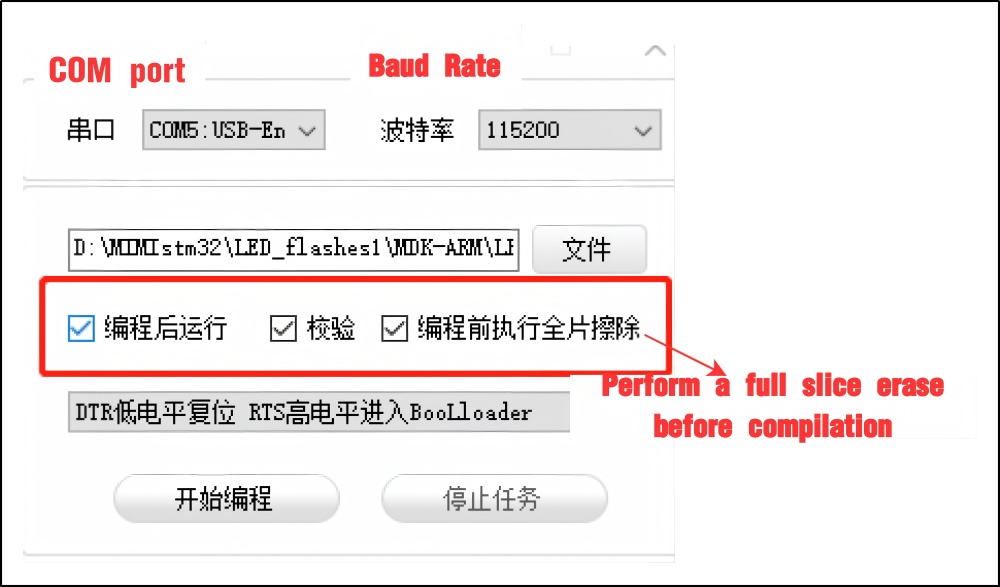 COM port
Baud Rate
串口
COM5:USB-En
波特率
115200
D:\MIMIstm32\LED_flashes1\MDK-ARM\LE
文件
编程后运行
校验
编程前执行全片擦除
Perform a full slice erase
before compilation
DTR低电平复位 RTS高电平进入BooLloader
开始编程
停止任务